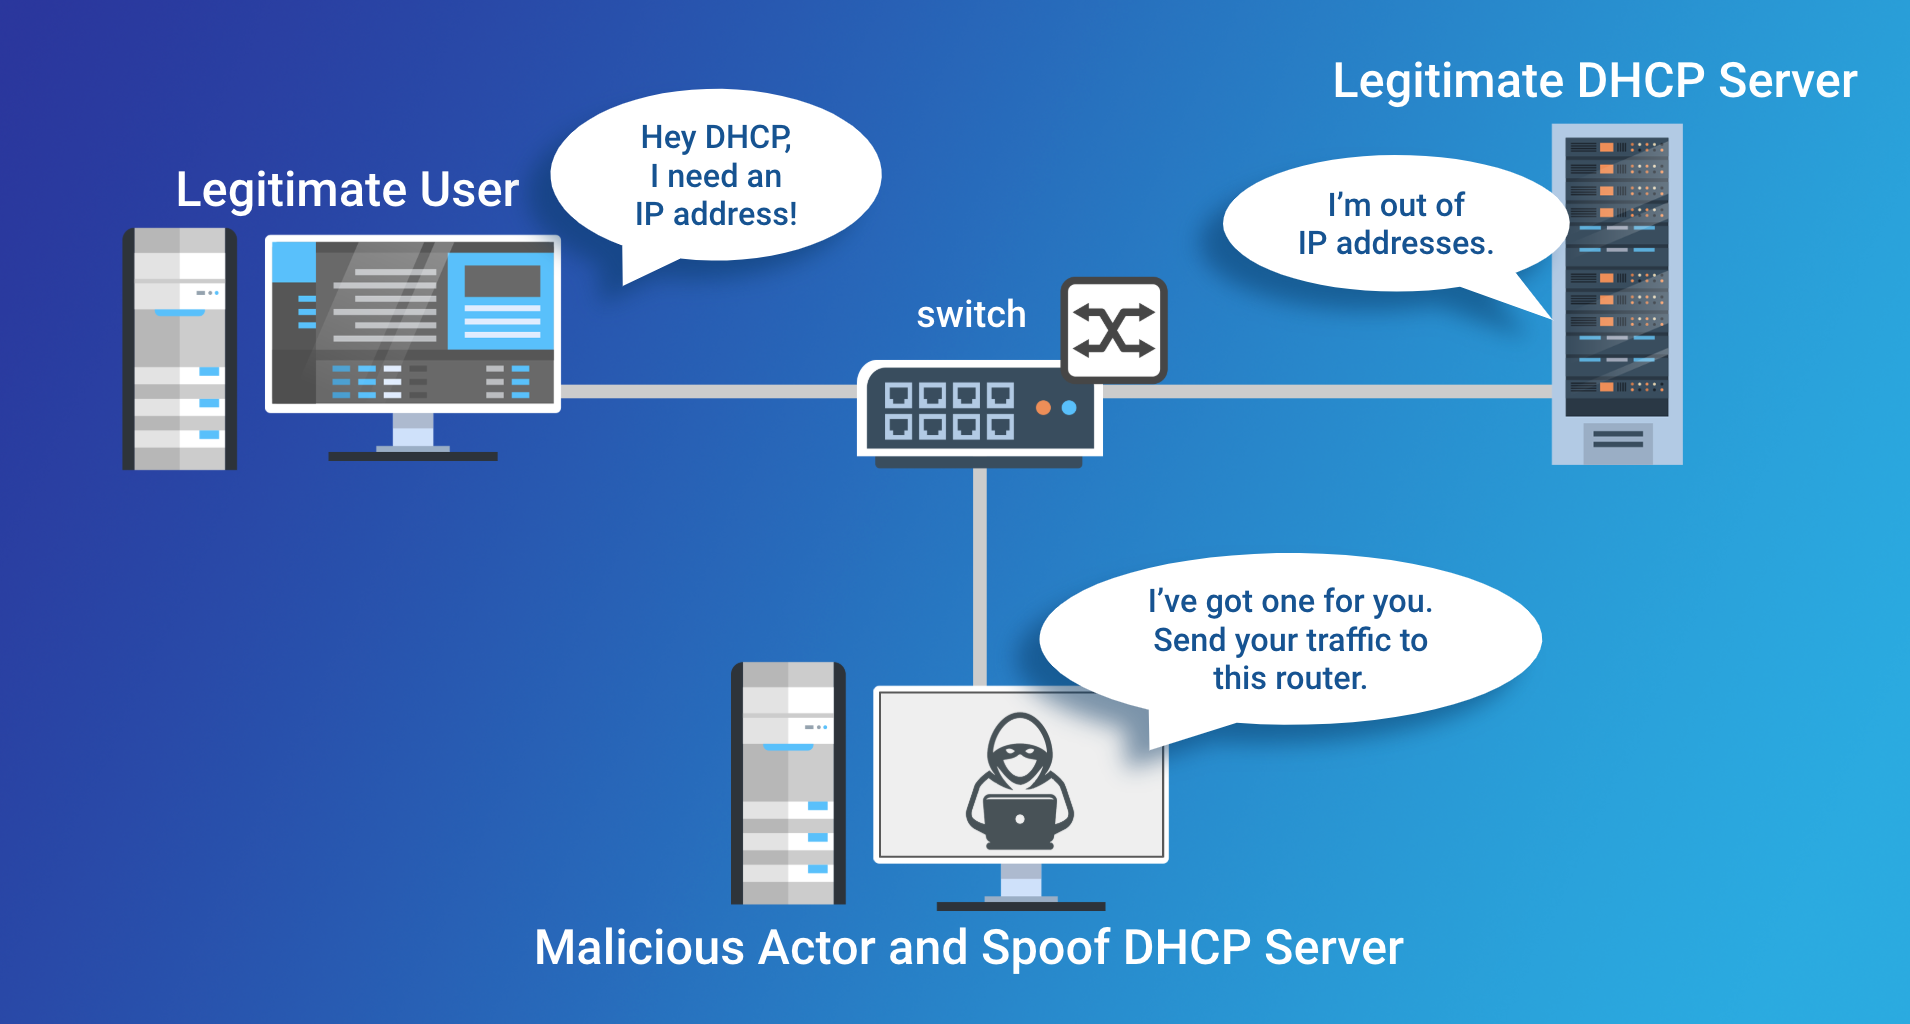 Legitimate DHCP Server
Hey DHCP,
I need an
IP address!
Legitimate User
I'm out of
IP addresses.
switch
I've got one for you.
Send your traffic to
this router.
Malicious Actor and Spoof DHCP Server